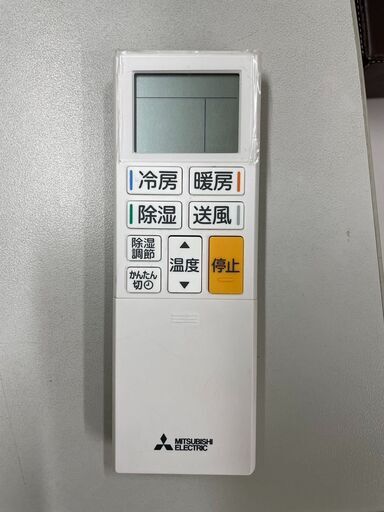 冷房
暖房
除湿
送風
除湿
調節
温度
停止
かんたん
切
MITSUBISHI
ELECTRIC